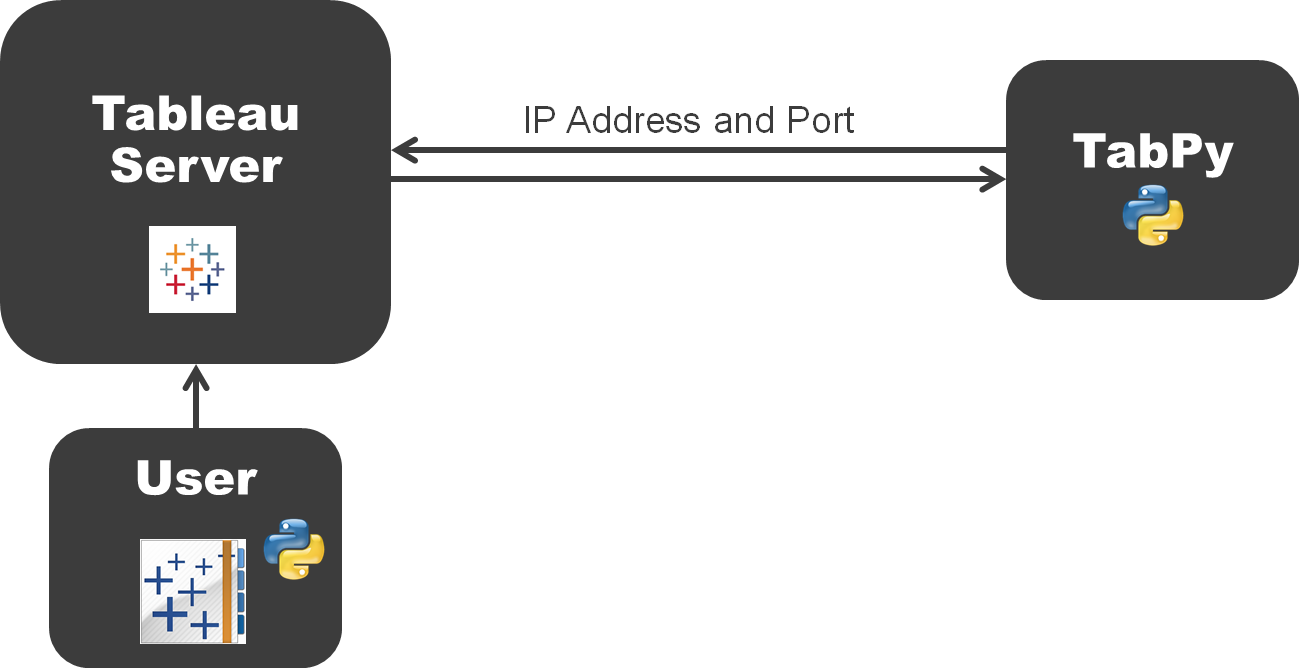 Tableau
Server
IP Address and Port
TabPy
User